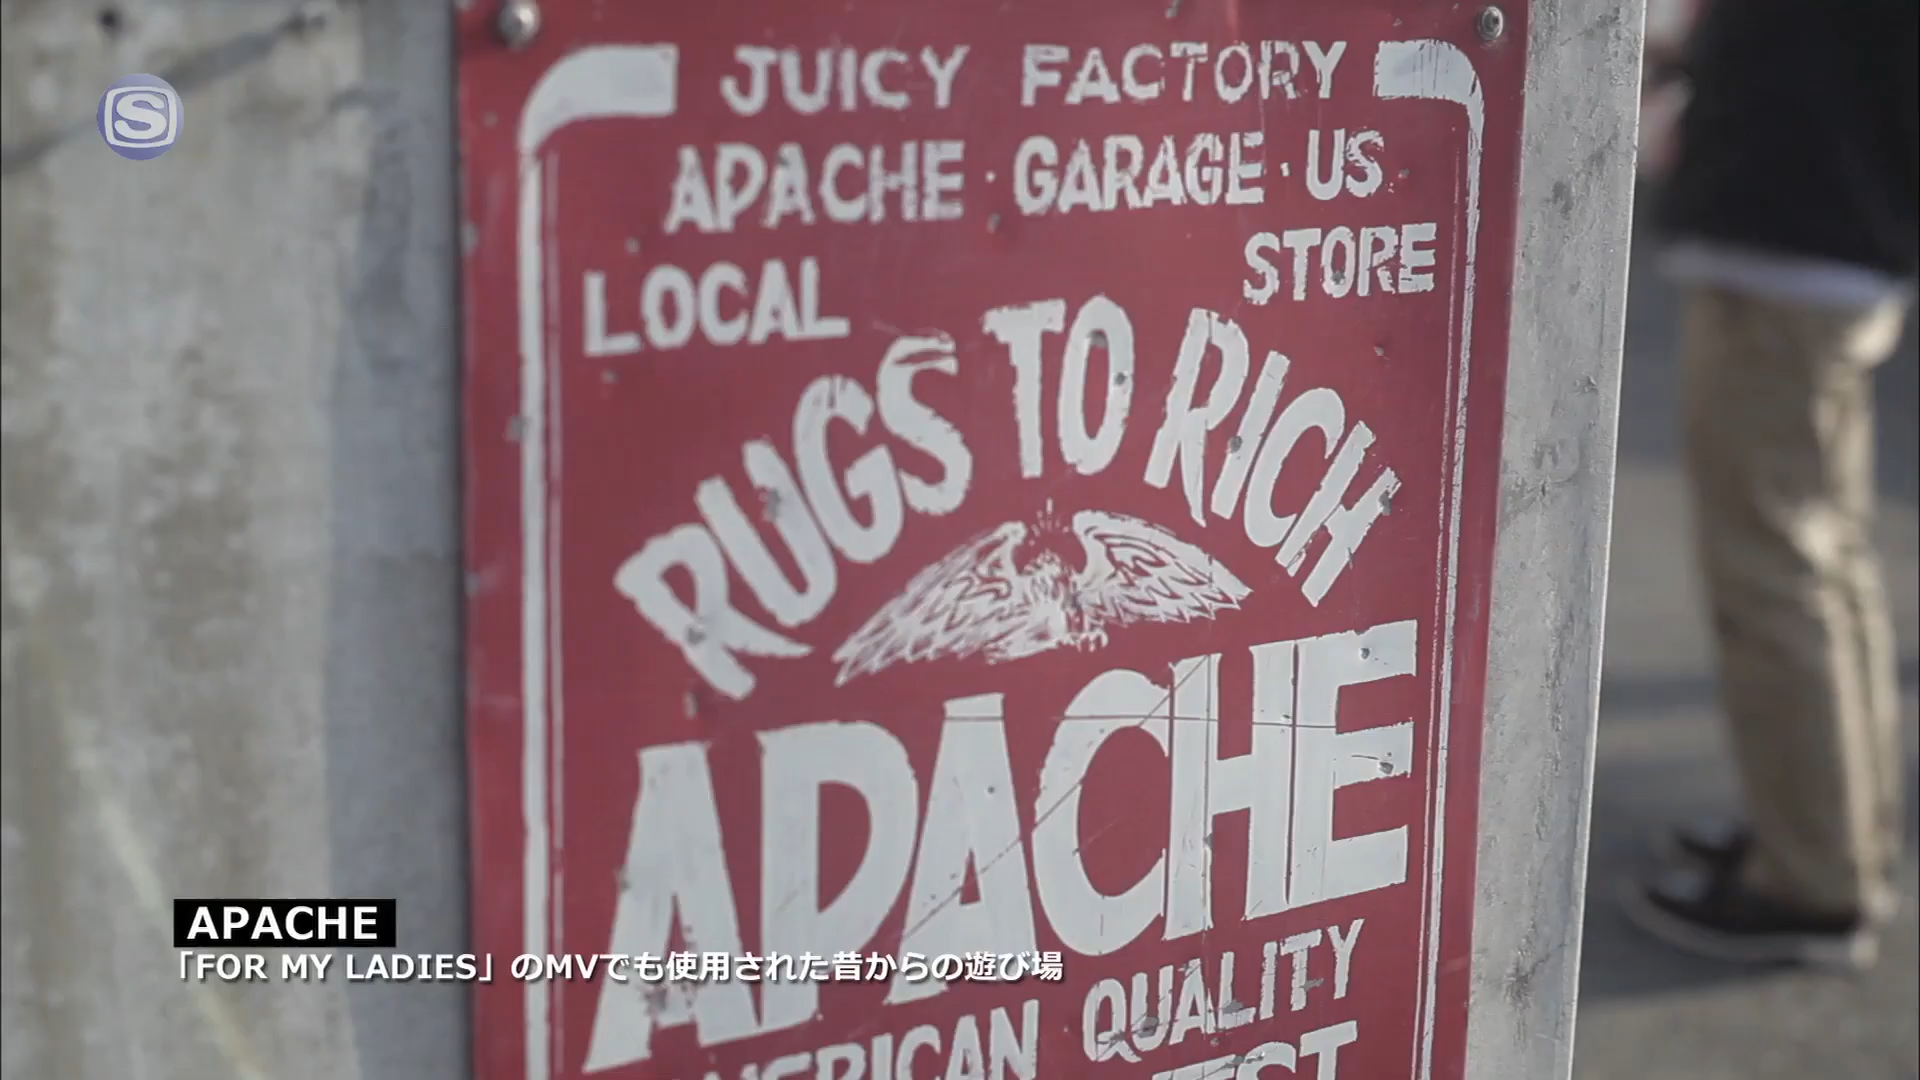 S
JUICY FACTORY
APACHE · GARAGE · US
LOCAL STORE
RUGS TO RICH
APACHE
QUALITY
APACHE
「FOR MY LADIES」のMVでも使用された昔からの遊び場